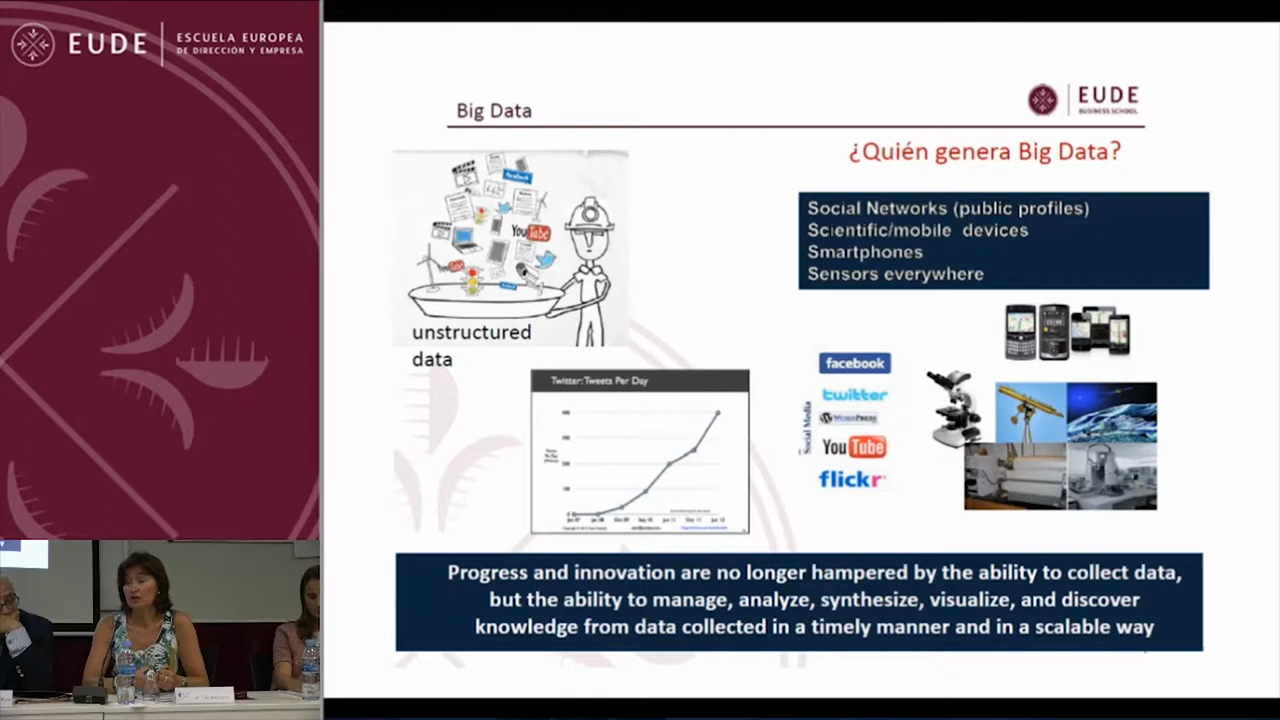 EUDE
ESCUELA EUROPEA
DE DIRECCIÓN Y EMPRESA
Big Data
EUDE
BUSINESS SCHOOL
¿Quién genera Big Data?
Social Networks (public profiles)
Scientific/mobile devices
Smartphones
Sensors everywhere
facebook
YouTube
YouTube
unstructured
data
Twitter: Tweets Per Day
Social Media
facebook
twitter
WORDPRESS
YouTube
flickr
Progress and innovation are no longer hampered by the ability to collect data,
but the ability to manage, analyze, synthesize, visualize, and discover
knowledge from data collected in a timely manner and in a scalable way